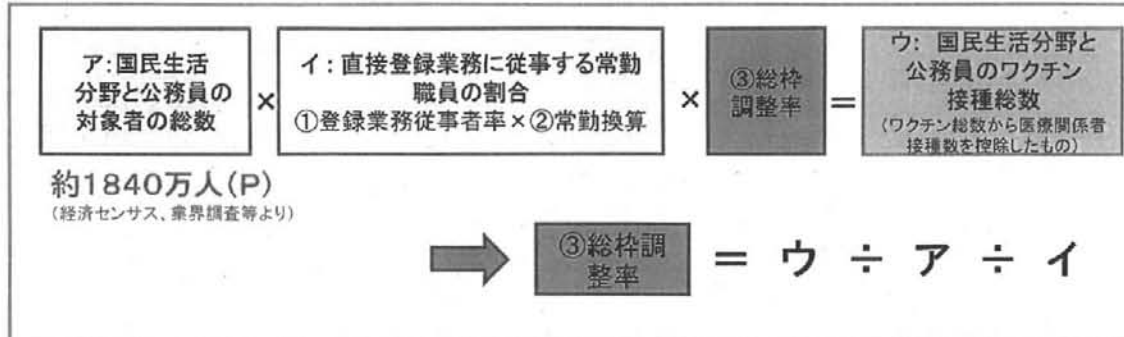 ア:国民生活
分野と公務員の
対象者の総数
×
イ:直接登録業務に従事する常勤
職員の割合
①登録業務従事者率×②常勤換算
×
③総枠
調整率
=
ウ: 国民生活分野と
公務員のワクチン
接種総数
(ワクチン総数から医療関係者
接種数を控除したもの)
約1840万人(P)
(経済センサス、業界調査等より)
③総枠調
整率
= ウ ÷ ア ÷ イ